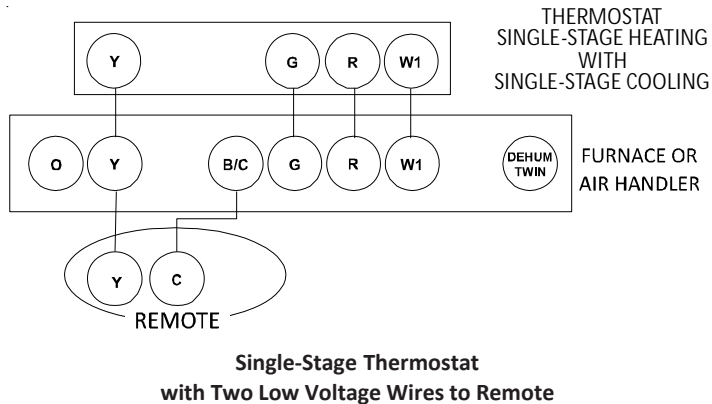 THERMOSTAT
SINGLE-STAGE HEATING
WITH
SINGLE-STAGE COOLING
Y G R W1
O Y B/C G R W1 DEHUM
TWIN
FURNACE OR
AIR HANDLER
Y C
REMOTE
Single-Stage Thermostat
with Two Low Voltage Wires to Remote